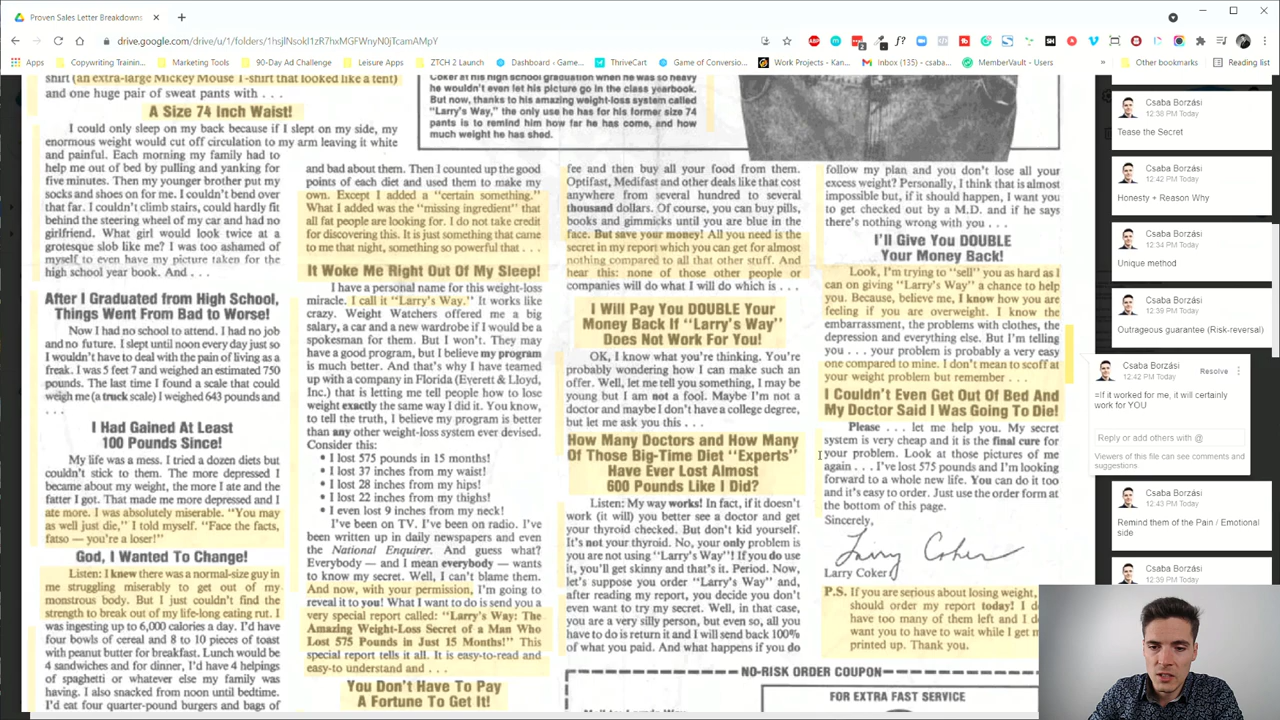 Proven Sales Letter Breakdowns
drive.google.com/drive/u/1/folders/1hsjlNsokI1zR7hxMGFWnyN0jTcamAMpY
Apps
Copywriting Trainin...
Marketing Tools
90-Day Ad Challenge
Leisure Apps
ZTCH 2 Launch
Dashboard ‹ Game...
ThriveCart
Game of Conversio...
Work Projects - Kan...
Inbox (135) - csaba...
MemberVault
Podcast - Uploads
Other bookmarks
Reading list
shirt (an extra-large Mickey Mouse T-shirt that looked like a tent)
and one huge pair of sweat pants with . . .
A Size 74 Inch Waist!
I could only sleep on my back because if I slept on my side, my
enormous weight would cut off circulation to my arm leaving it white
and painful. Each morning my family had to
help me out of bed by pulling and yanking for
five minutes. Then my younger brother put my
socks and shoes on for me. I couldn't bend over
that far. I couldn't climb stairs, could hardly fit
behind the steering wheel of my car and had no
girlfriend. What girl would look twice at a
grotesque slob like me? I was too ashamed of
myself to even have my picture taken for the
high school year book. And . . .
After I Graduated from High School,
Things Went From Bad to Worse!
Now I had no school to attend. I had no job
and no future. I slept until noon every day just so
I wouldn't have to deal with the pain of living as a
freak. I was 5 feet 7 and weighed an estimated 750
pounds. The last time I found a scale that could
weigh me (a truck scale) I weighed 643 pounds and
. . .
I Had Gained At Least
100 Pounds Since!
My life was a mess. I tried a dozen diets but
couldn't stick to them. The more depressed I
became about my weight, the more I ate and the
fatter I got. That made me more depressed and I
ate more. I was absolutely miserable. "You may
as well just die," I told myself. "Face the facts,
fatso — you're a loser!"
God, I Wanted To Change!
Listen: I knew there was a normal-size guy in
me struggling miserably to get out of my
monstrous body. But I just couldn't find the
strength to break out of my life-long eating rut. I
was ingesting up to 6,000 calories a day. I'd have
four bowls of cereal and 8 to 10 pieces of toast
with peanut butter for breakfast. Lunch would be
4 sandwiches and for dinner, I'd have 4 helpings
of spaghetti or whatever else my family was
having. I also snacked from noon until bedtime.
I'd eat four quarter-pound burgers and bags of
Coker at his high school graduation when he was so heavy
he wouldn't even let his picture go in the class yearbook.
But now, thanks to his amazing weight-loss system called
"Larry's Way," the only use he has for his former size 74
pants is to remind him how far he has come, and how
much weight he has shed.
and bad about them. Then I counted up the good
points of each diet and used them to make my
own. Except I added a "certain something."
What I added was the "missing ingredient" that
all fat people are looking for. I do not take credit
for discovering this. It is just something that came
to me that night, something so powerful that . . .
It Woke Me Right Out Of My Sleep!
I have a personal name for this weight-loss
miracle. I call it "Larry's Way." It works like
crazy. Weight Watchers offered me a big
salary, a car and a new wardrobe if I would be a
spokesman for them. But I won't. They may
have a good program, but I believe my program
is much better. And that's why I have teamed
up with a company in Florida (Everett & Lloyd,
Inc.) that is letting me tell people how to lose
weight exactly the same way I did it. You know,
to tell the truth, I believe my program is better
than any other weight-loss system ever devised.
Consider this:
• I lost 575 pounds in 15 months!
• I lost 37 inches from my waist!
• I lost 28 inches from my hips!
• I lost 22 inches from my thighs!
• I even lost 9 inches from my neck!
I've been on TV. I've been on radio. I've
been written up in daily newspapers and even
the National Enquirer. And guess what?
Everybody — and I mean everybody — wants
to know my secret. Well, I can't blame them.
And now, with your permission, I'm going to
reveal it to you! What I want to do is send you a
very special report called: "Larry's Way: The
Amazing Weight-Loss Secret of a Man Who
Lost 575 Pounds in Just 15 Months!" This
special report tells it all. It is easy-to-read and
easy-to understand and . . .
You Don't Have To Pay
A Fortune To Get It!
fee and then buy all your food from them.
Optifast, Medifast and other deals like that cost
anywhere from several hundred to several
thousand dollars. Of course, you can buy pills,
books and gimmicks until you are blue in the
face. But save your money! All you need is the
secret in my report which you can get for almost
nothing compared to all that other stuff. And
hear this: none of those other people or
companies will do what I will do which is . . .
I Will Pay You DOUBLE Your
Money Back If "Larry's Way"
Does Not Work For You!
OK, I know what you're thinking. You're
probably wondering how I can make such an
offer. Well, let me tell you something, I may be
young but I am not a fool. Maybe I'm not a
doctor and maybe I don't have a college degree,
but let me ask you this . . .
How Many Doctors and How Many
Of Those Big-Time Diet "Experts"
Have Ever Lost Almost
600 Pounds Like I Did?
Listen: My way works! In fact, if it doesn't
work (it will) you better see a doctor and get
your thyroid checked. But don't kid yourself.
It's not your thyroid. No, your only problem is
you are not using "Larry's Way"! If you do use
it, you'll get skinny and that's it. Period. Now,
let's suppose you order "Larry's Way" and,
after reading my report, you decide you don't
even want to try my secret. Well, in that case,
you are a very silly person, but even so, all you
have to do is return it and I will send back 100%
of what you paid. And what happens if you do
follow my plan and you don't lose all your
excess weight? Personally, I think that is almost
impossible but, if it should happen, I want you
to get checked out by a M.D. and if he says
there's nothing wrong with you . . .
I'll Give You DOUBLE
Your Money Back!
Look, I'm trying to "sell" you as hard as I
can on giving "Larry's Way" a chance to help
you. Because, believe me, I know how you are
feeling if you are overweight. I know the
embarrassment, the problems with clothes, the
depression and everything else. But I'm telling
you . . . your problem is probably a very easy
one compared to mine. I don't mean to scoff at
your weight problem but remember . . .
I Couldn't Even Get Out Of Bed And
My Doctor Said I Was Going To Die!
Please . . . let me help you. My secret
system is very cheap and it is the final cure for
your problem. Look at those pictures of me
again . . . I've lost 575 pounds and I'm looking
forward to a whole new life. You can do it too
and it's easy to order. Just use the order form at
the bottom of this page.
Sincerely,
Larry Coker
Larry Coker
P.S. If you are serious about losing weight,
should order my report today! I d
have too many of them left and I d
want you to have to wait while I get m
printed up. Thank you.
NO-RISK ORDER COUPON
FOR EXTRA FAST SERVICE
Csaba Borzási
12:38 PM Today
Tease the Secret
Csaba Borzási
12:42 PM Today
Honesty + Reason Why
Csaba Borzási
12:34 PM Today
Unique method
Csaba Borzási
12:39 PM Today
Outrageous guarantee (Risk-reversal)
Csaba Borzási
12:42 PM Today
Resolve
=If it worked for me, it will certainly
work for YOU
Reply or add others with @
Viewers of this file can see comments and
suggestions
Csaba Borzási
12:43 PM Today
Remind them of the Pain / Emotional
side
Csaba Borzási
12:39 PM Today